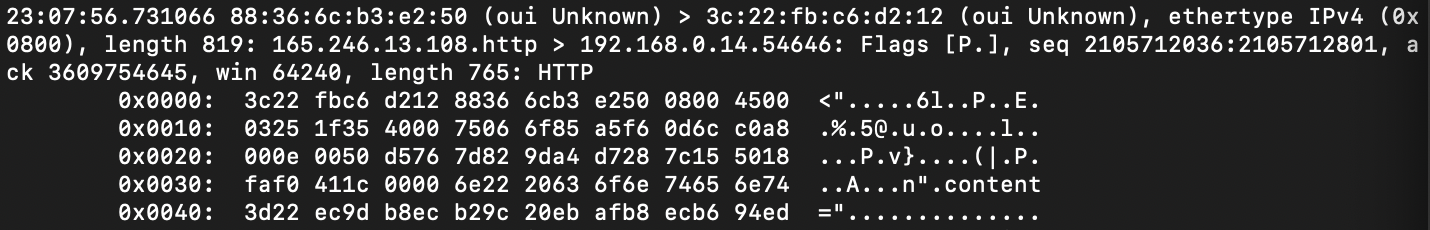 23:07:56.731066 88:36:6c:b3:e2:50 (oui Unknown) > 3c:22:fb:c6:d2:12 (oui Unknown), ethertype IPv4 (0x
0800), length 819: 165.246.13.108.http > 192.168.0.14.54646: Flags [P.], seq 2105712036:2105712801, a
ck 3609754645, win 64240, length 765: HTTP
0x0000:  3c22 fbc6 d212 8836 6cb3 e250 0800 4500  <".....6l..P..E.
0x0010:  0325 1f35 4000 7506 6f85 a5f6 0d6c c0a8  .%.5@.u.o....l..
0x0020:  000e 0050 d576 7d82 9da4 d728 7c15 5018  ...P.v}....(|.P.
0x0030:  faf0 411c 0000 6e22 2063 6f6e 7465 6e74  ..A...n".content
0x0040:  3d22 ec9d b8ec b29c 20eb afb8 ecb6 94ed  ="..............